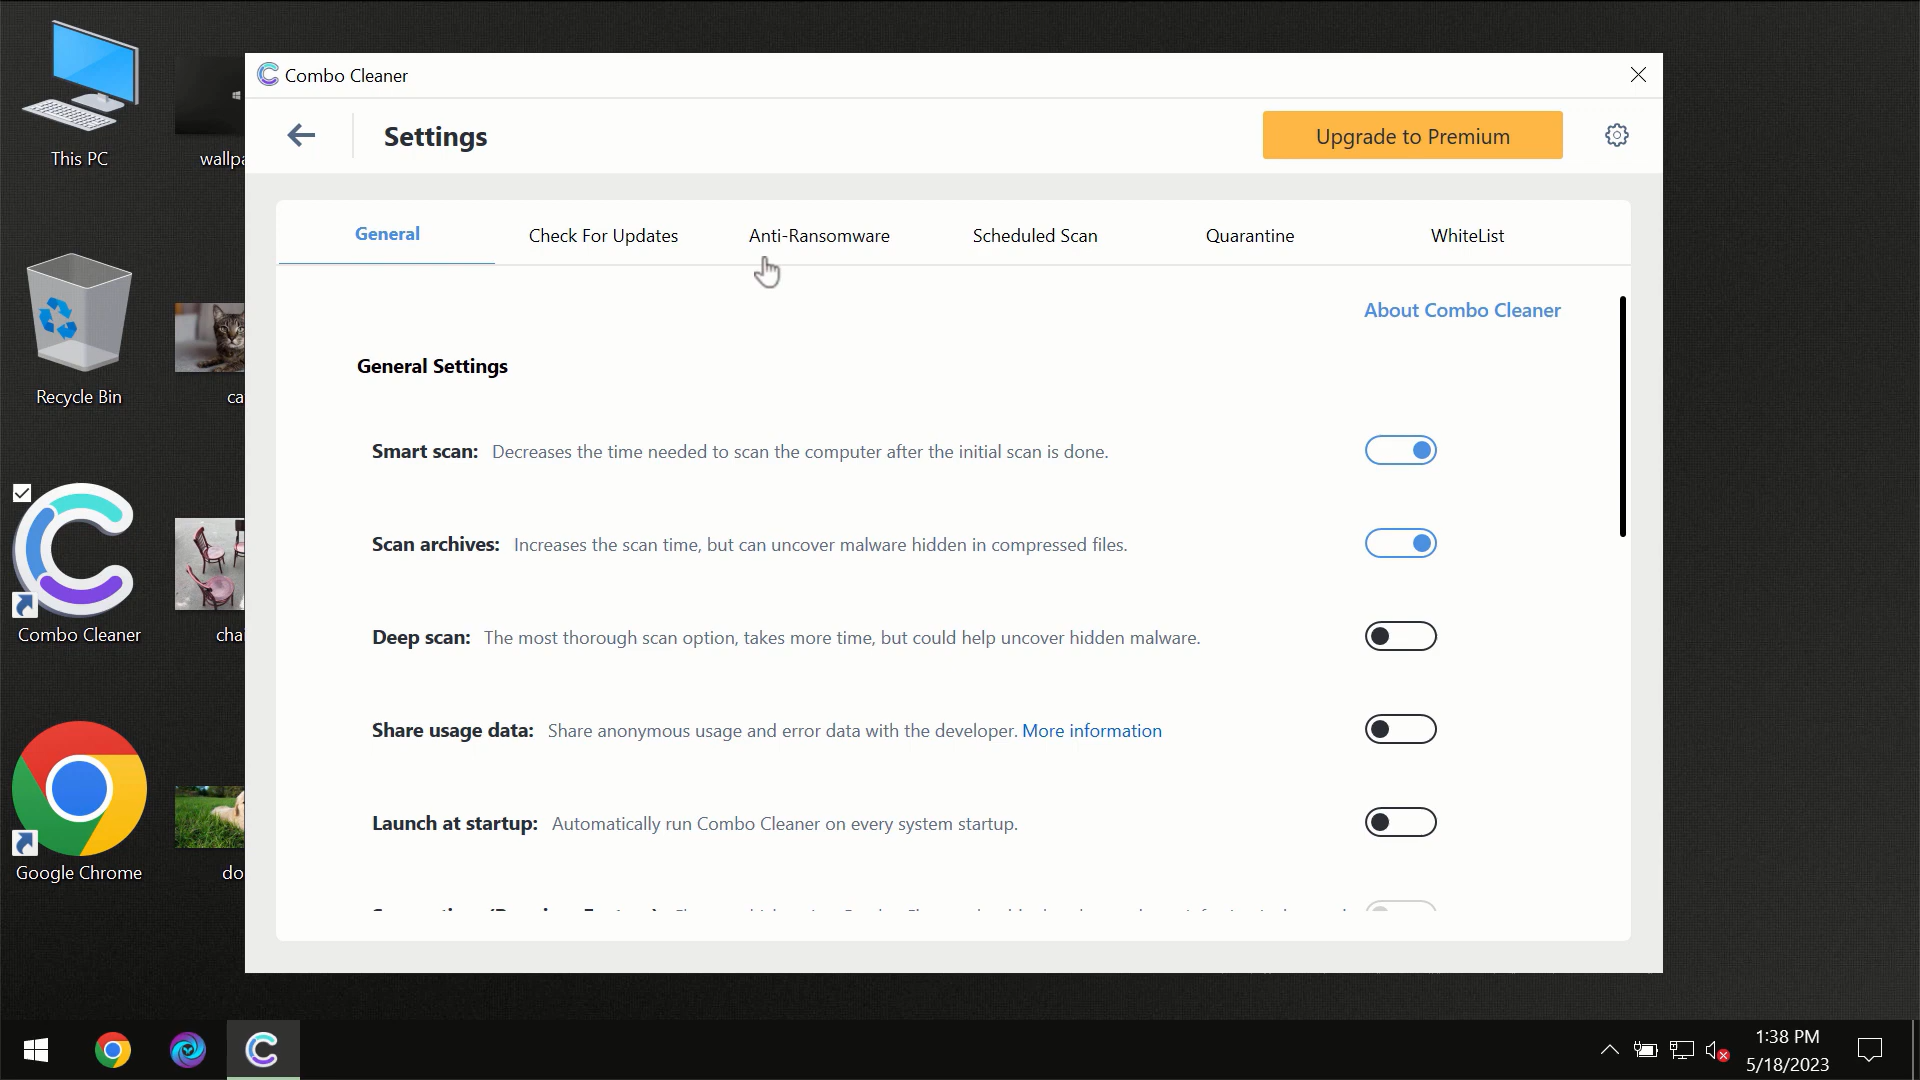 Combo Cleaner
Settings
Upgrade to Premium
General
Check For Updates
Anti-Ransomware
Scheduled Scan
Quarantine
WhiteList
About Combo Cleaner
General Settings
Smart scan: Decreases the time needed to scan the computer after the initial scan is done.
Scan archives: Increases the scan time, but can uncover malware hidden in compressed files.
Deep scan: The most thorough scan option, takes more time, but could help uncover hidden malware.
Share usage data: Share anonymous usage and error data with the developer. More information
Launch at startup: Automatically run Combo Cleaner on every system startup.
This PC
wallpa
Recycle Bin
ca
Combo Cleaner
cha
Google Chrome
do
1:38 PM
5/18/2023